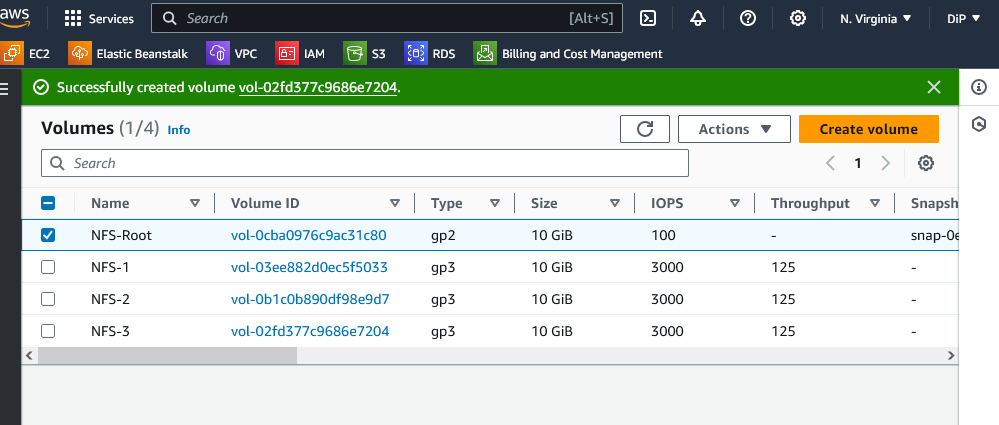 aws Services Search [Alt+S] N. Virginia DiP
EC2 Elastic Beanstalk VPC IAM S3 RDS Billing and Cost Management
Successfully created volume vol-02fd377c9686e7204.
Volumes (1/4) Info Actions Create volume
Search 1
Name Volume ID Type Size IOPS Throughput Snapsh
NFS-Root vol-0cba0976c9ac31c80 gp2 10 GiB 100 - snap-0e
NFS-1 vol-03ee882d0ec5f5033 gp3 10 GiB 3000 125 -
NFS-2 vol-0b1c0b890df98e9d7 gp3 10 GiB 3000 125 -
NFS-3 vol-02fd377c9686e7204 gp3 10 GiB 3000 125 -